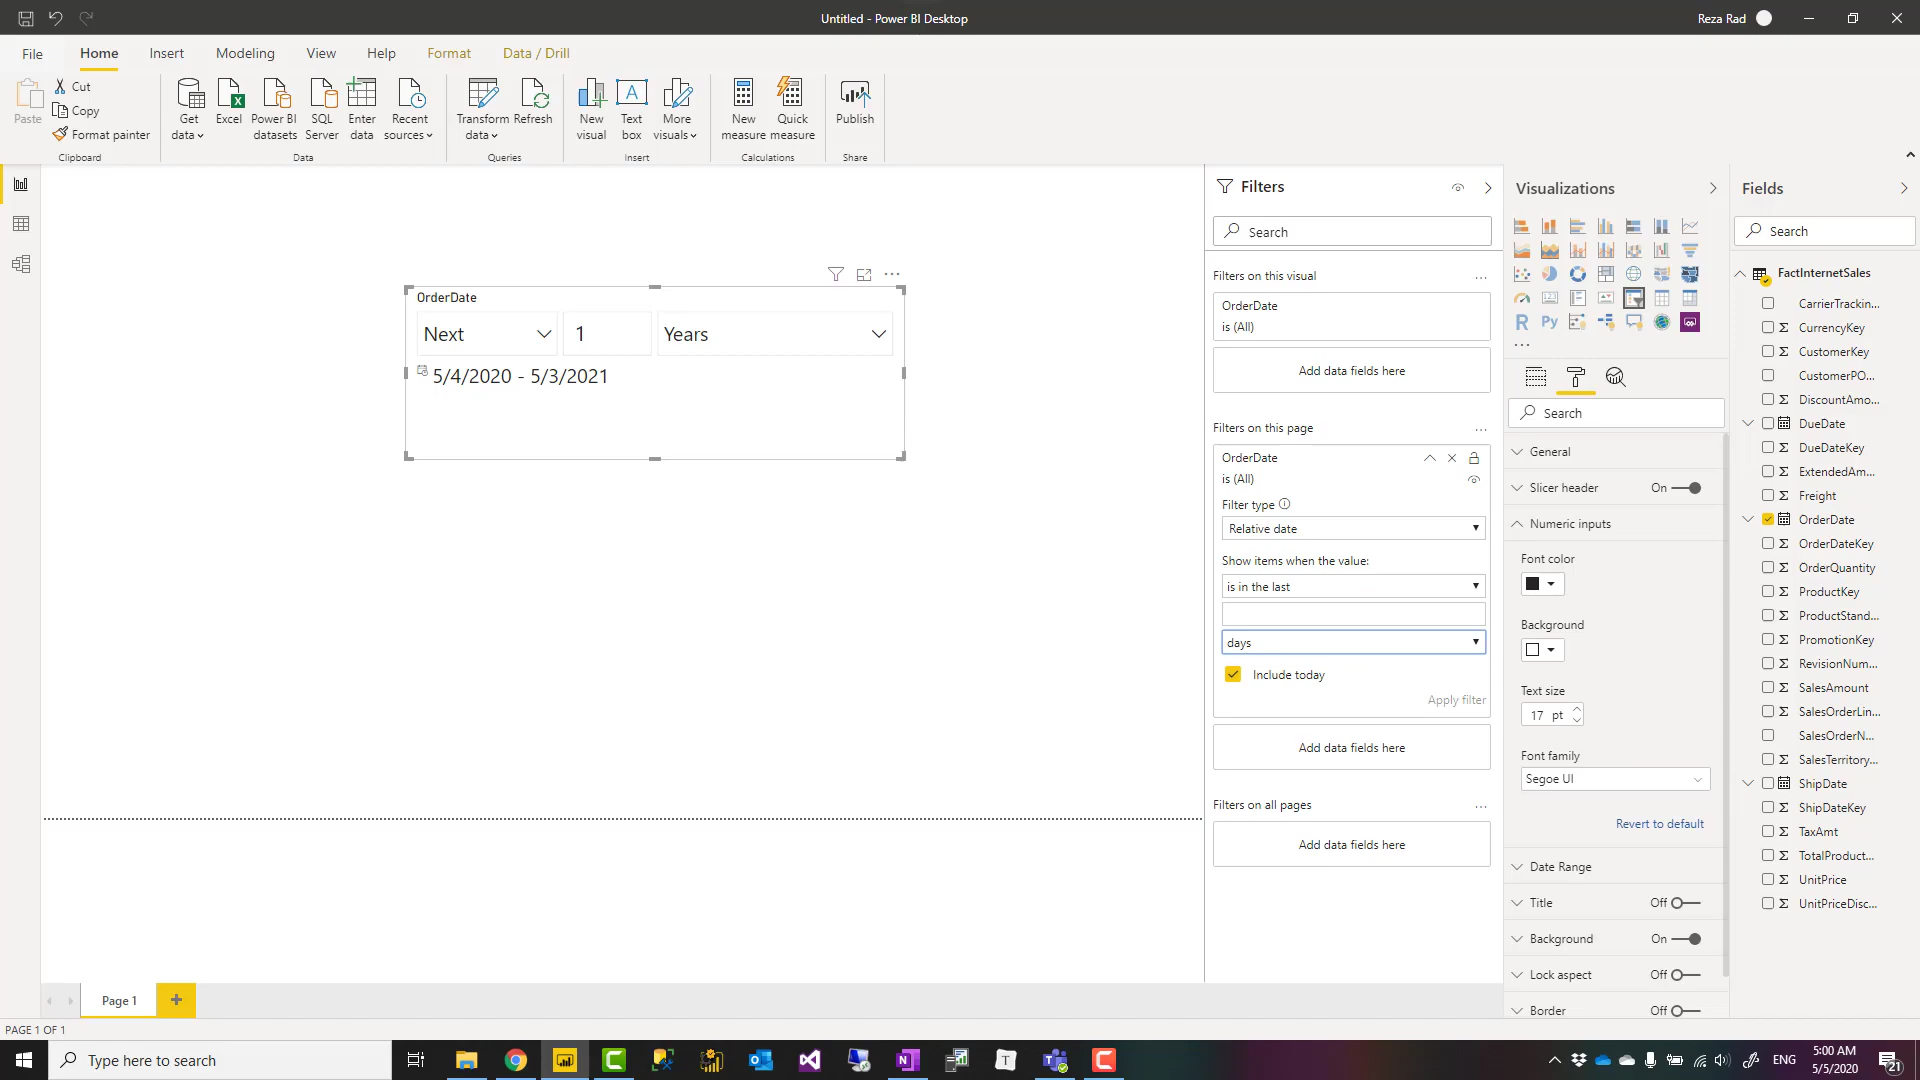 Untitled - Power BI Desktop
Reza Rad
File
Home
Insert
Modeling
View
Help
Format
Data / Drill
Paste
Cut
Copy
Format painter
Clipboard
Get data
Excel
Power BI datasets
SQL Server
Enter data
Recent sources
Data
Transform data
Refresh
Queries
New visual
Text box
More visuals
Insert
New measure
Quick measure
Calculations
Publish
Share
OrderDate
Next
1
Years
5/4/2020 - 5/3/2021
Filters
Search
Filters on this visual
OrderDate
is (All)
Add data fields here
Filters on this page
OrderDate
is (All)
Filter type
Relative date
Show items when the value:
is in the last
days
Include today
Apply filter
Add data fields here
Filters on all pages
Add data fields here
Visualizations
R
Py
Search
General
Slicer header
On
Numeric inputs
Font color
Background
Text size
17 pt
Font family
Segoe UI
Revert to default
Date Range
Title
Off
Background
On
Lock aspect
Off
Border
Off
Fields
Search
FactInternetSales
CarrierTrackin...
CurrencyKey
CustomerKey
CustomerPO...
DiscountAmo...
DueDate
DueDateKey
ExtendedAm...
Freight
OrderDate
OrderDateKey
OrderQuantity
ProductKey
ProductStand...
PromotionKey
RevisionNum...
SalesAmount
SalesOrderLin...
SalesOrderN...
SalesTerritory...
ShipDate
ShipDateKey
TaxAmt
TotalProduct...
UnitPrice
UnitPriceDisc...
Page 1
PAGE 1 OF 1
Type here to search
ENG
5:00 AM
5/5/2020
21